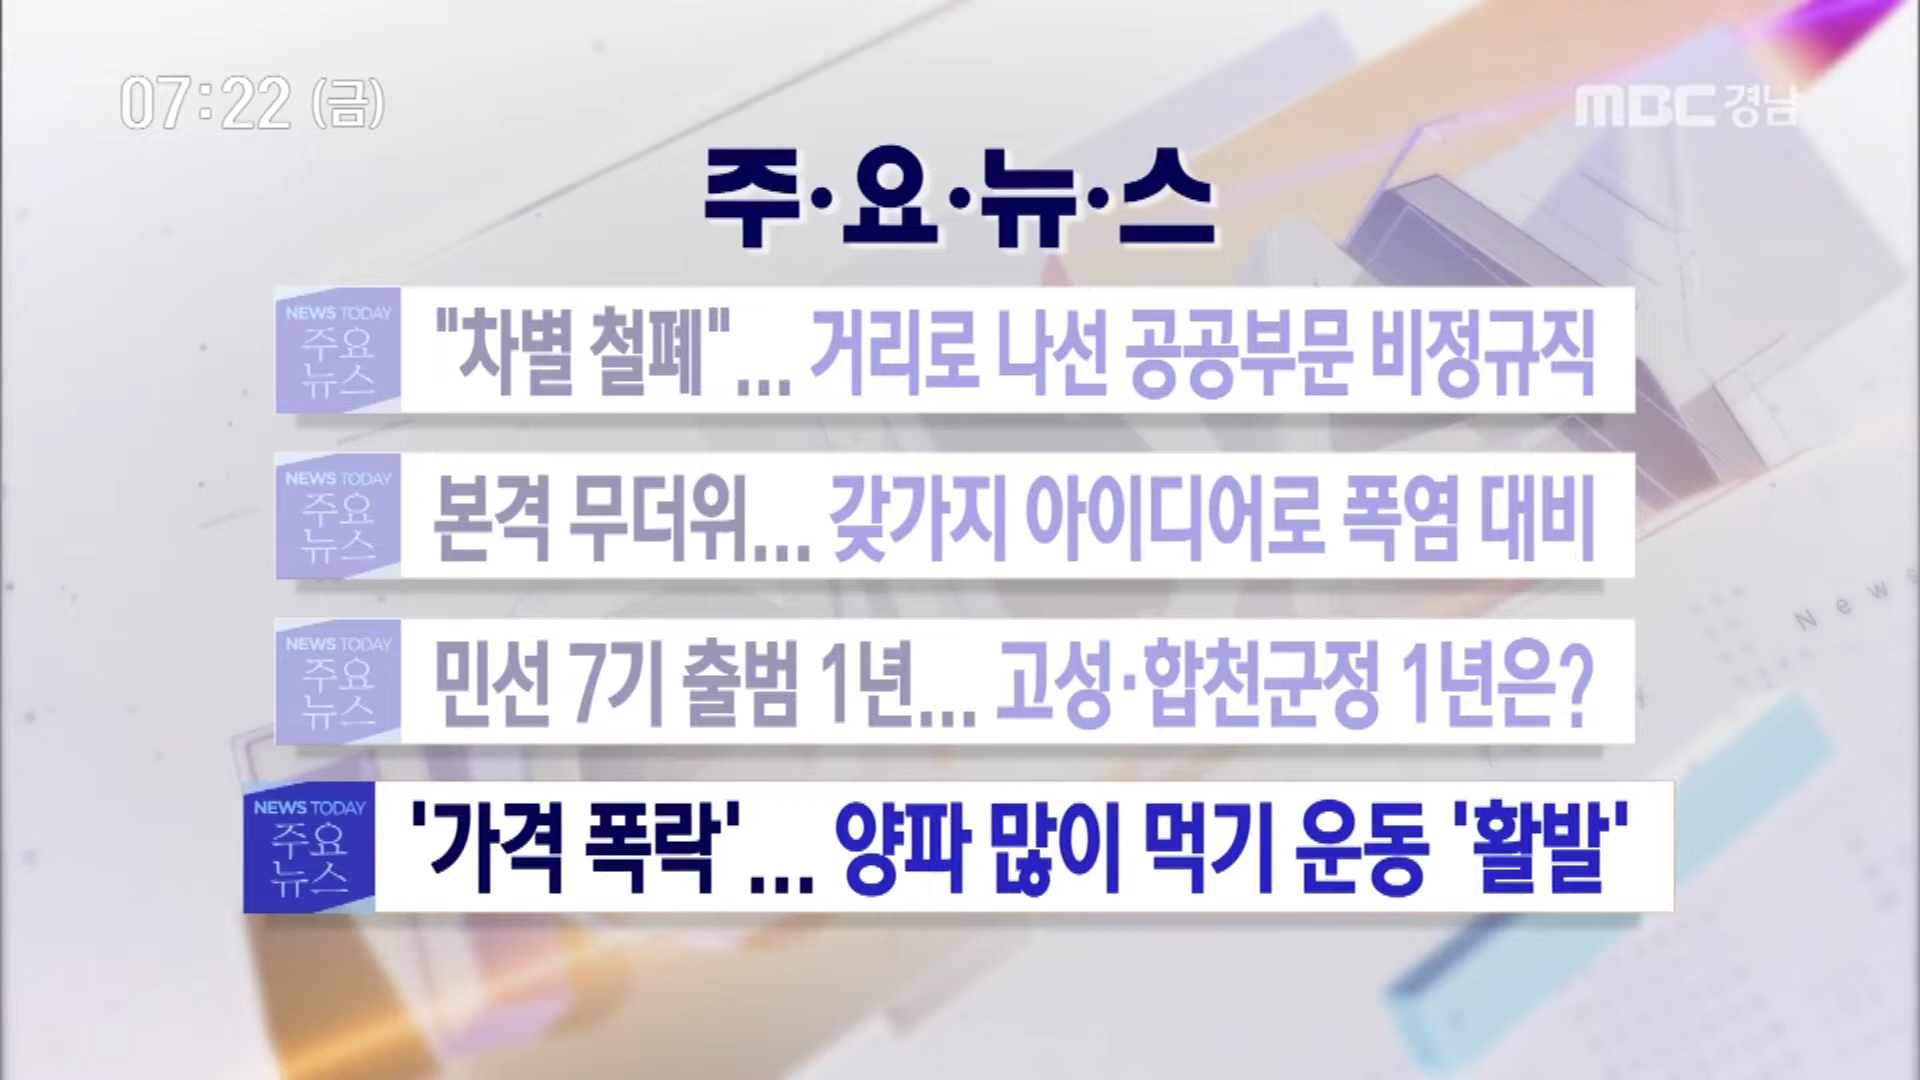 07:22 (금)
MBC 경남
주·요·뉴·스
NEWS TODAY
주요
뉴스
"차별 철폐"... 거리로 나선 공공부문 비정규직
NEWS TODAY
주요
뉴스
본격 무더위... 갖가지 아이디어로 폭염 대비
NEWS TODAY
주요
뉴스
민선 7기 출범 1년... 고성·합천군정 1년은?
NEWS TODAY
주요
뉴스
'가격 폭락'... 양파 많이 먹기 운동 '활발'
News